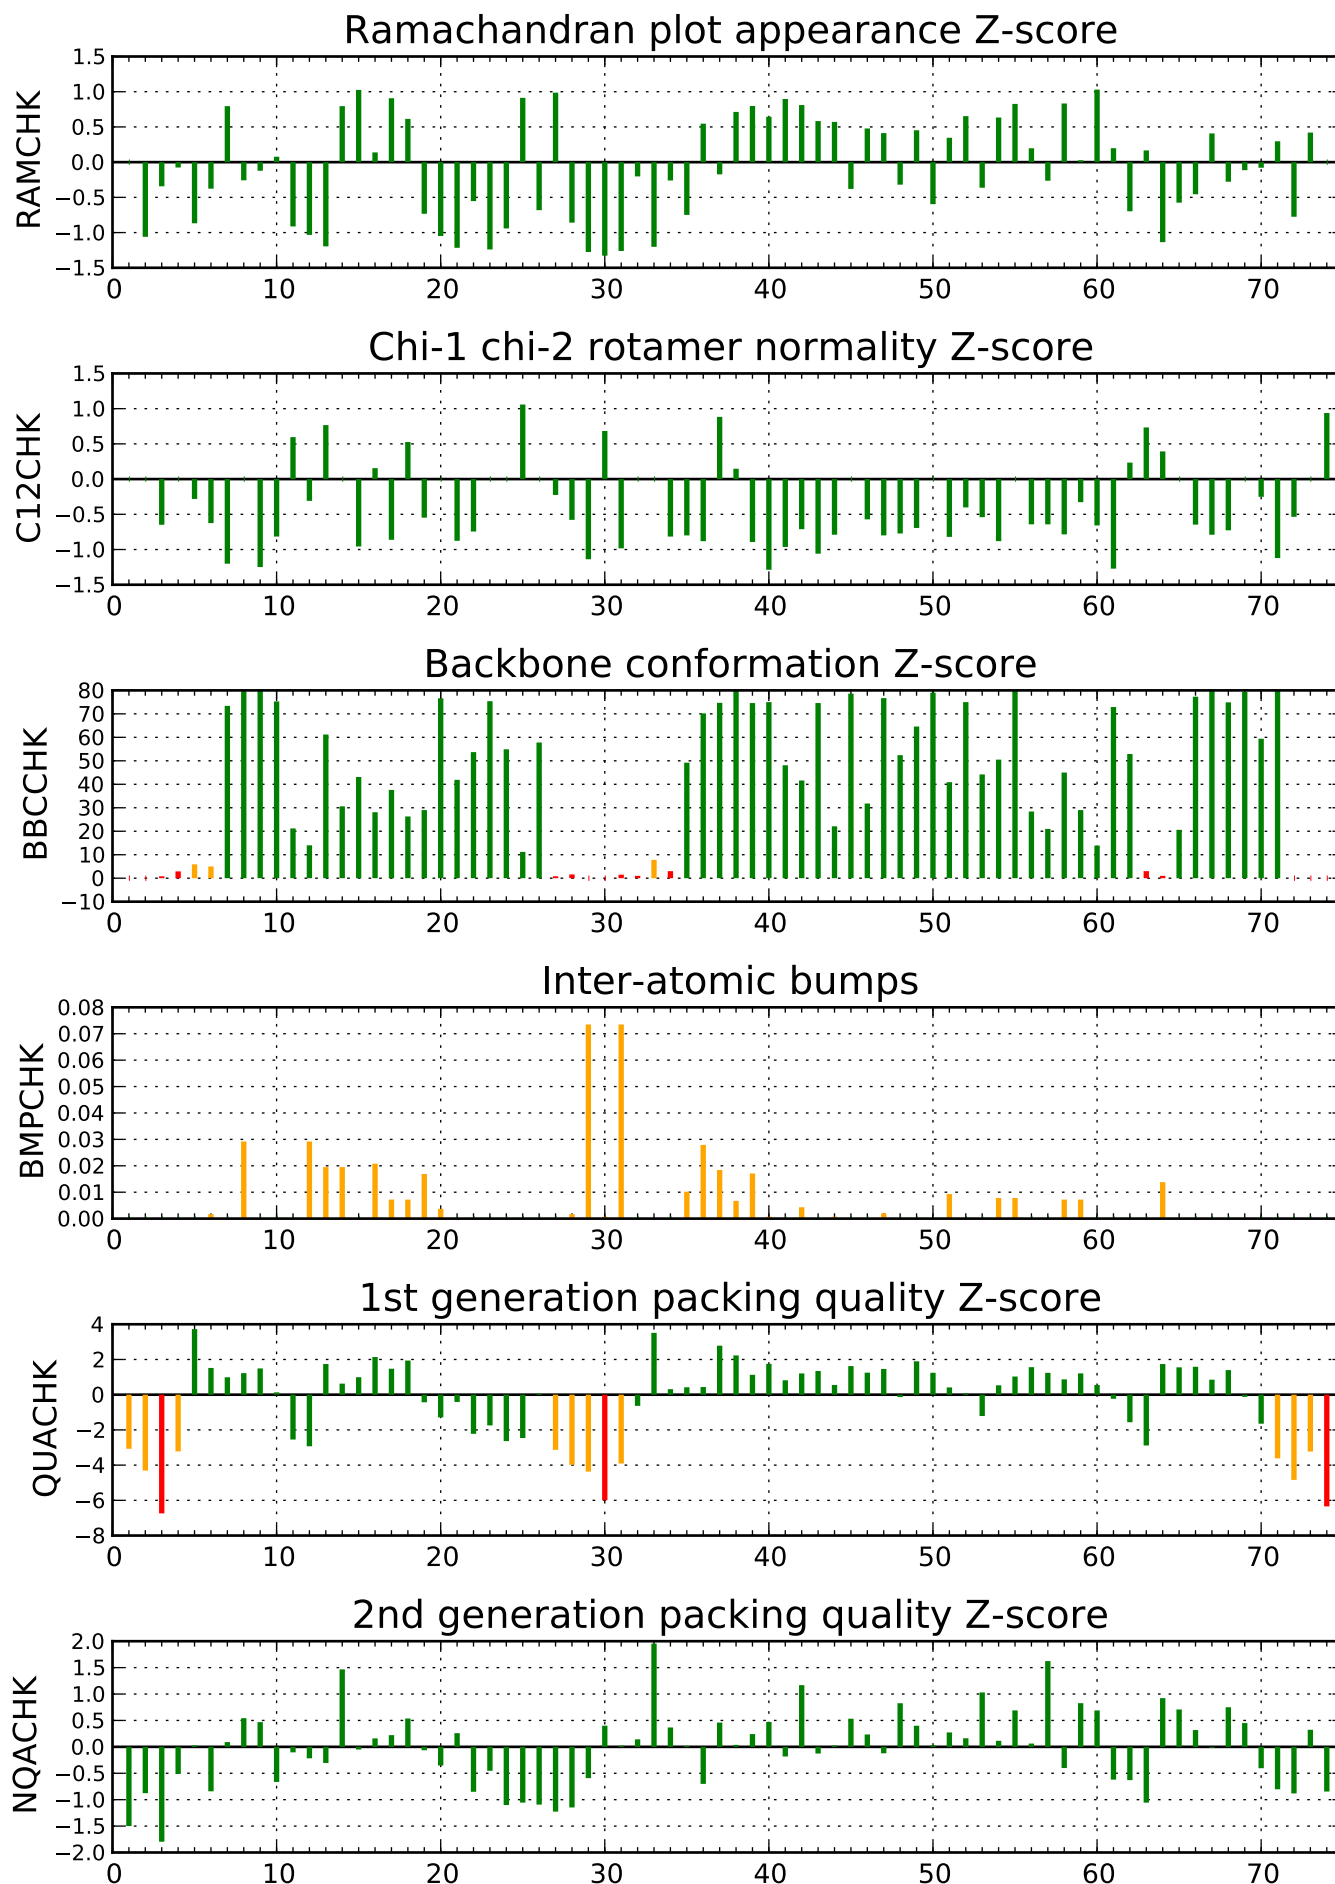 Ramachandran plot appearance Z-score
RAMCHK
1.5
1.0
0.5
0.0
−0.5
−1.0
−1.5
0 10 20 30 40 50 60 70
Chi-1 chi-2 rotamer normality Z-score
C12CHK
1.5
1.0
0.5
0.0
−0.5
−1.0
−1.5
0 10 20 30 40 50 60 70
Backbone conformation Z-score
BBCCHK
80
70
60
50
40
30
20
10
0
−10
0 10 20 30 40 50 60 70
Inter-atomic bumps
BMPCHK
0.08
0.07
0.06
0.05
0.04
0.03
0.02
0.01
0.00
0 10 20 30 40 50 60 70
1st generation packing quality Z-score
QUACHK
4
2
0
−2
−4
−6
−8
0 10 20 30 40 50 60 70
2nd generation packing quality Z-score
NQACHK
2.0
1.5
1.0
0.5
0.0
−0.5
−1.0
−1.5
−2.0
0 10 20 30 40 50 60 70